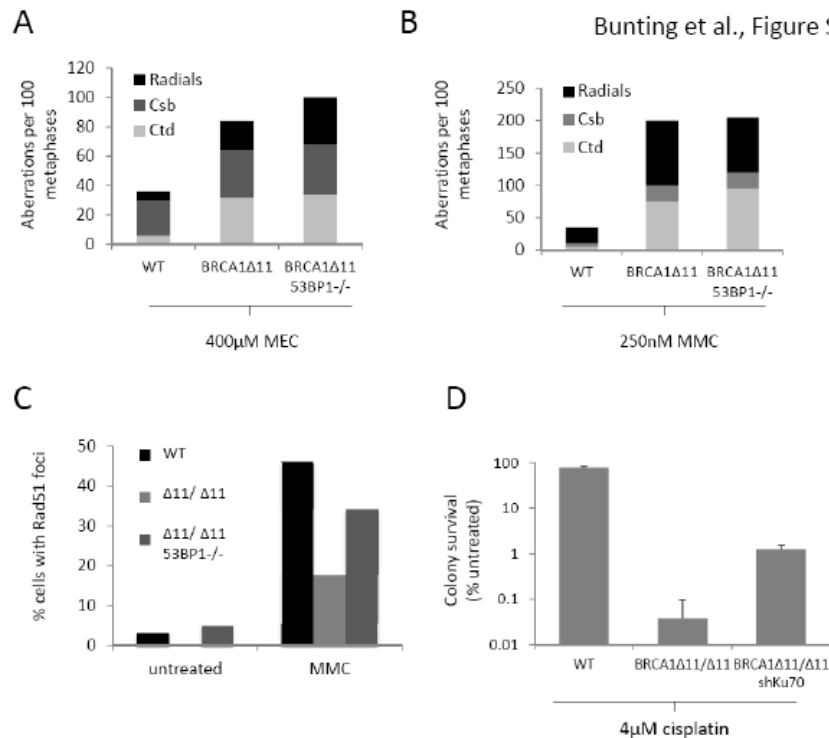 Bunting et al., Figure S
A
Aberrations per 100
metaphases
120
100
80
60
40
20
0
Radials
Csb
Ctd
WT
BRCA1Δ11
BRCA1Δ11
53BP1-/-
400µM MEC
B
Aberrations per 100
metaphases
250
200
150
100
50
0
Radials
Csb
Ctd
WT
BRCA1Δ11
BRCA1Δ11
53BP1-/-
250nM MMC
C
% cells with Rad51 foci
50
40
30
20
10
0
WT
Δ11/ Δ11
Δ11/ Δ11
53BP1-/-
untreated
MMC
D
Colony survival
(% untreated)
100
10
1
0.1
0.01
WT
BRCA1Δ11/Δ11
BRCA1Δ11/Δ11
shKu70
4µM cisplatin